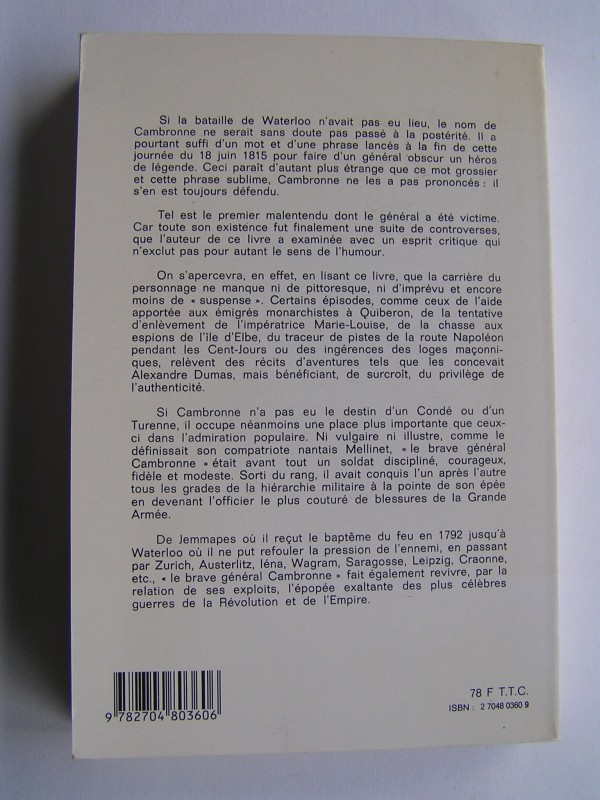 Si la bataille de Waterloo n'avait pas eu lieu, le nom de
Cambronne ne serait sans doute pas passé à la postérité. Il a
pourtant suffi d'un mot et d'une phrase lancés à la fin de cette
journée du 18 juin 1815 pour faire d'un général obscur un héros
de légende. Ceci paraît d'autant plus étrange que ce mot grossier
et cette phrase sublime, Cambronne ne les a pas prononcés : il
s'en est toujours défendu.
Tel est le premier malentendu dont le général a été victime.
Car toute son existence fut finalement une suite de controverses,
que l'auteur de ce livre a examinée avec un esprit critique qui
n'exclut pas pour autant le sens de l'humour.
On s'apercevra, en effet, en lisant ce livre, que la carrière du
personnage ne manque ni de pittoresque, ni d'imprévu et encore
moins de « suspense ». Certains épisodes, comme ceux de l'aide
apportée aux émigrés monarchistes à Quiberon, de la tentative
d'enlèvement de l'impératrice Marie-Louise, de la chasse aux
espions de l'île d'Elbe, du traceur de pistes de la route Napoléon
pendant les Cent-Jours ou des ingérences des loges maçonni-
ques, relèvent des récits d'aventures tels que les concevait
Alexandre Dumas, mais bénéficiant, de surcroît, du privilège de
l'authenticité.
Si Cambronne n'a pas eu le destin d'un Condé ou d'un
Turenne, il occupe néanmoins une place plus importante que ceux-
ci dans l'admiration populaire. Ni vulgaire ni illustre, comme le
définissait son compatriote nantais Mellinet, « le brave général
Cambronne » était avant tout un soldat discipliné, courageux,
fidèle et modeste. Sorti du rang, il avait conquis l'un après l'autre
tous les grades de la hiérarchie militaire à la pointe de son épée
en devenant l'officier le plus couturé de blessures de la Grande
Armée.
De Jemmapes où il reçut le baptême du feu en 1792 jusqu'à
Waterloo où il ne put refouler la pression de l'ennemi, en passant
par Zurich, Austerlitz, Iéna, Wagram, Saragosse, Leipzig, Craonne,
etc., « le brave général Cambronne » fait également revivre, par la
relation de ses exploits, l'épopée exaltante des plus célèbres
guerres de la Révolution et de l'Empire.
9 782704 803606
78 F T.T.C.
ISBN : 2 7048 0360 9